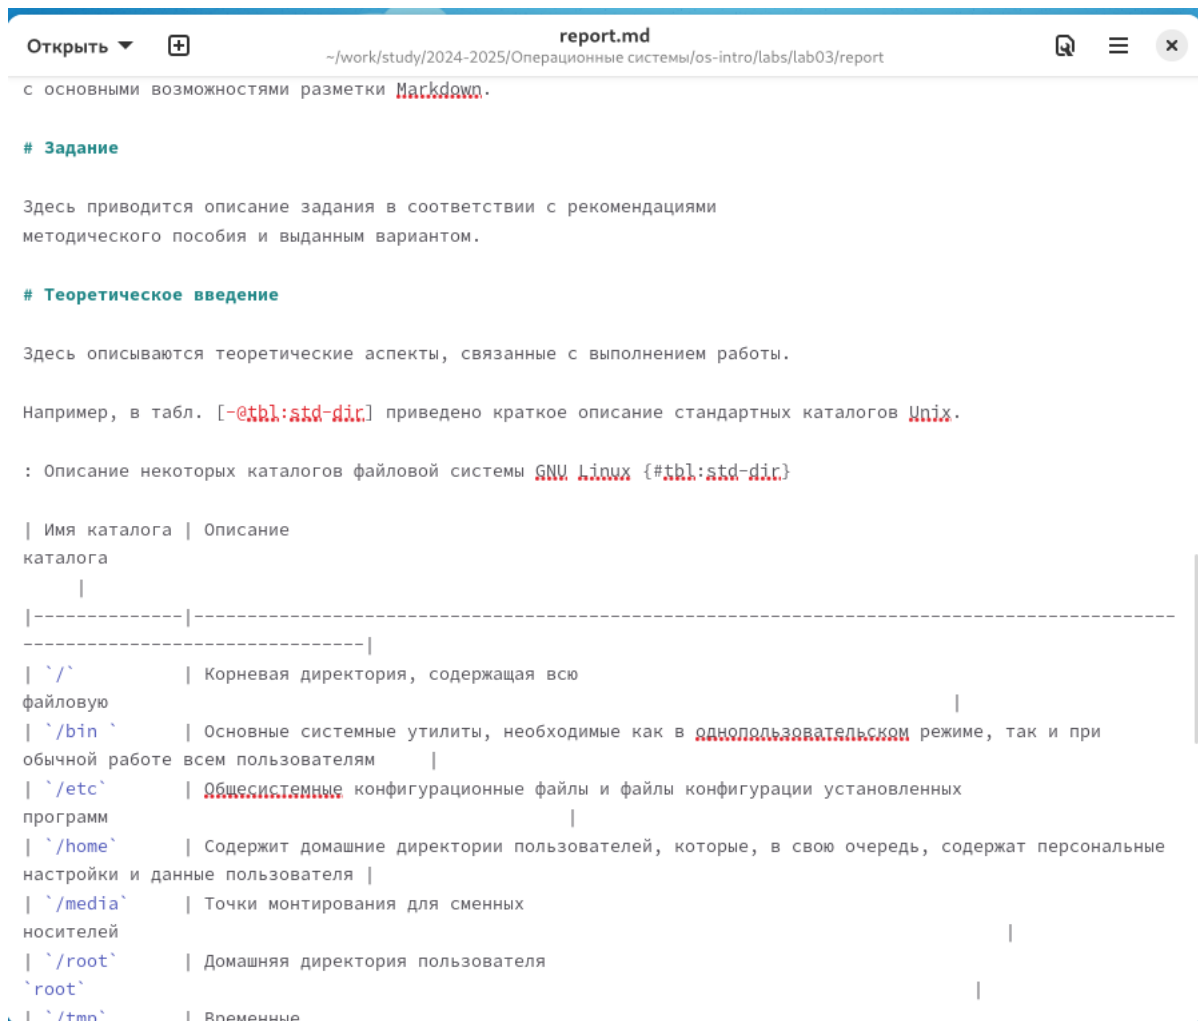 Открыть
report.md
~/work/study/2024-2025/Операционные системы/os-intro/labs/lab03/report
с основными возможностями разметки Markdown.
# Задание
Здесь приводится описание задания в соответствии с рекомендациями
методического пособия и выданным вариантом.
# Теоретическое введение
Здесь описываются теоретические аспекты, связанные с выполнением работы.
Например, в табл. [-@tbl:std-dir] приведено краткое описание стандартных каталогов Unix.
: Описание некоторых каталогов файловой системы GNU Linux {#tbl:std-dir}
| Имя каталога | Описание
каталога
|
|--------------|--------------------------------------------------------------------------------------------
--------------------------------|
| `/` | Корневая директория, содержащая всю
файловую |
| `/bin ` | Основные системные утилиты, необходимые как в однопользовательском режиме, так и при
обычной работе всем пользователям |
| `/etc` | Общесистемные конфигурационные файлы и файлы конфигурации установленных
программ |
| `/home` | Содержит домашние директории пользователей, которые, в свою очередь, содержат персональные
настройки и данные пользователя |
| `/media` | Точки монтирования для сменных
носителей |
| `/root` | Домашняя директория пользователя
`root` |
| `/tmp` | Временные